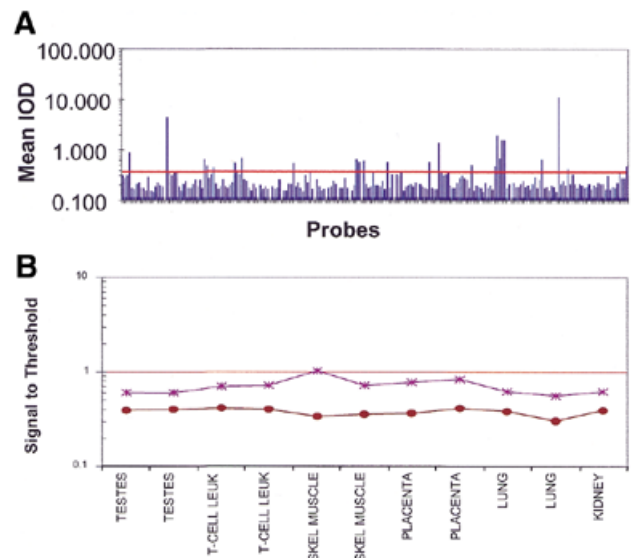 A
100.000
10.000
1.000
0.100
Mean IOD
Probes
B
10
1
0.1
Signal to Threshold
TESTES
TESTES
T-CELL LEUK
T-CELL LEUK
SKEL MUSCLE
SKEL MUSCLE
PLACENTA
PLACENTA
LUNG
LUNG
KIDNEY